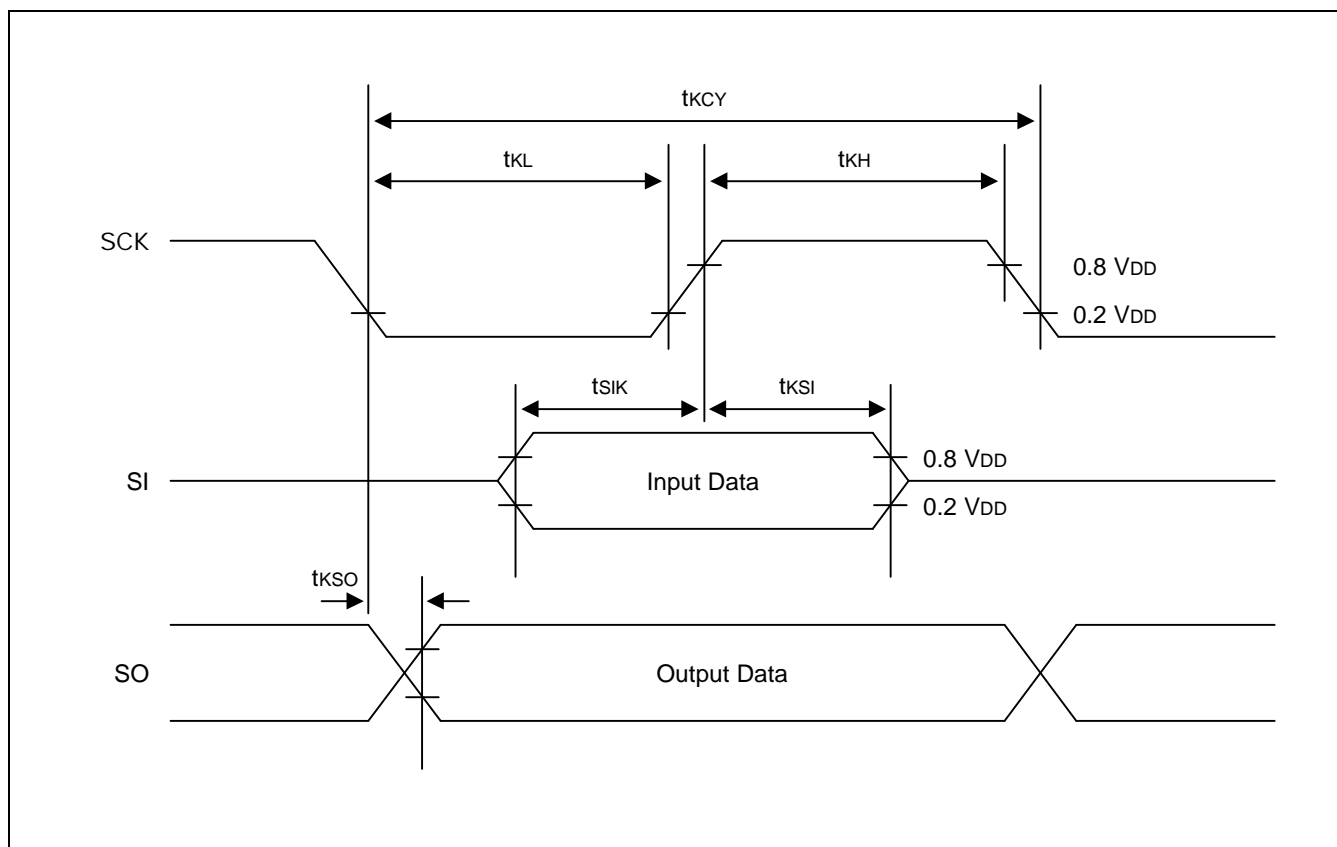 tKCY
tKL
tKH
SCK
0.8 VDD
0.2 VDD
tSIK
tKSI
SI
Input Data
0.8 VDD
0.2 VDD
tKSO
SO
Output Data